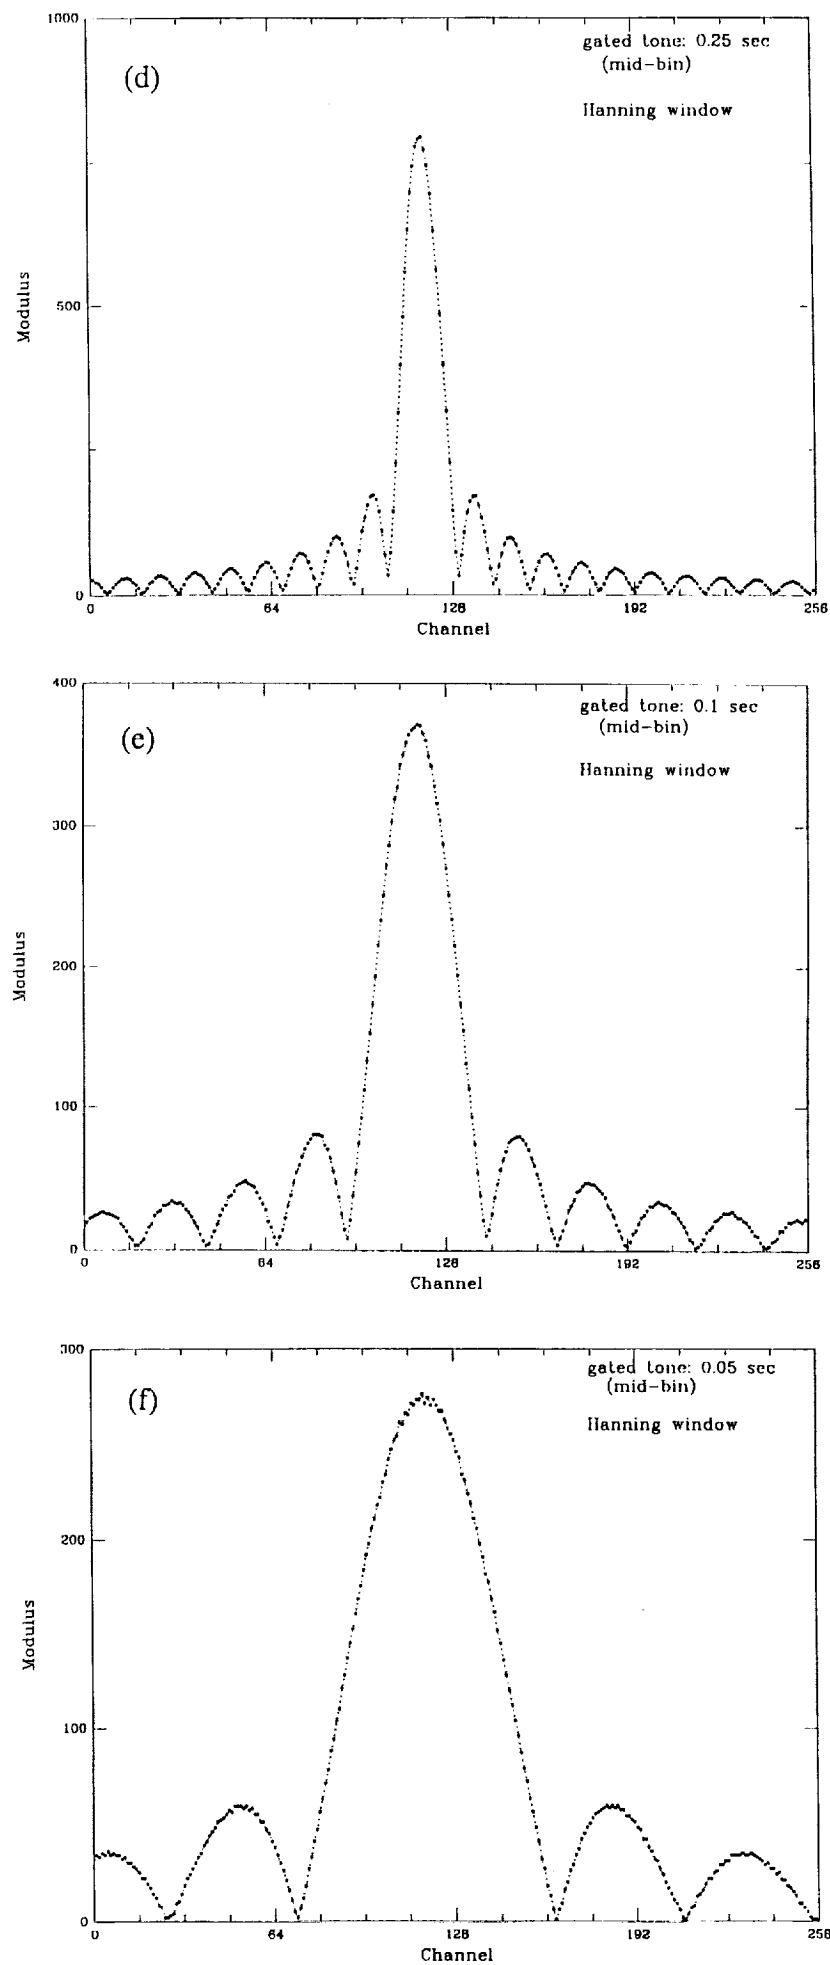 1000
gated tone: 0.25 sec
(mid-bin)
(d)
Hanning window
500
Modulus
0
0 64 128 192 256
Channel
400
gated tone: 0.1 sec
(mid-bin)
(e)
Hanning window
300
200
Modulus
100
0
0 64 128 192 256
Channel
300
gated tone: 0.05 sec
(mid-bin)
(f)
Hanning window
200
Modulus
100
0
0 64 128 192 256
Channel